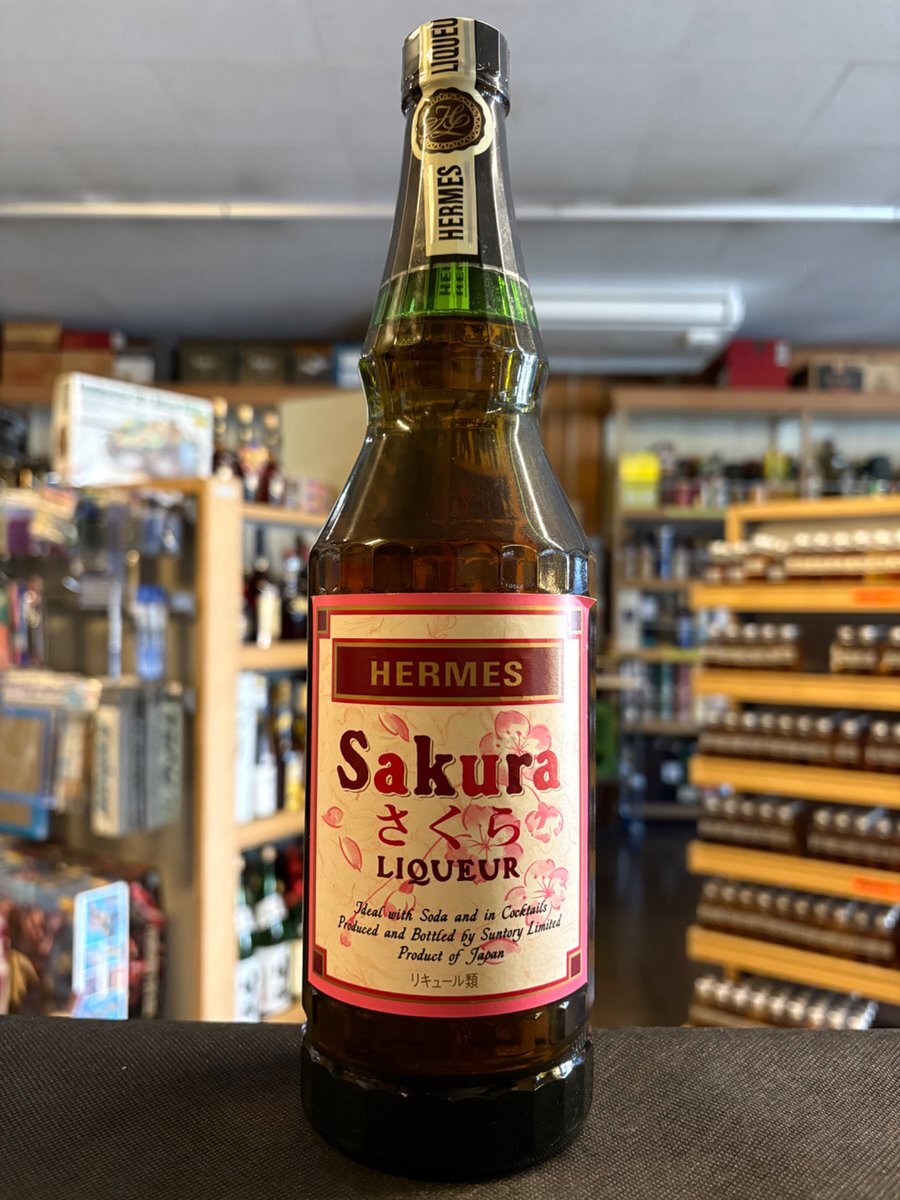 LIQUEU
HERMES
HERMES
Sakura
さくら
LIQUEUR
Ideal with Soda and in Cocktails
Produced and Bottled by Suntory Limited
Product of Japan
リキュール類